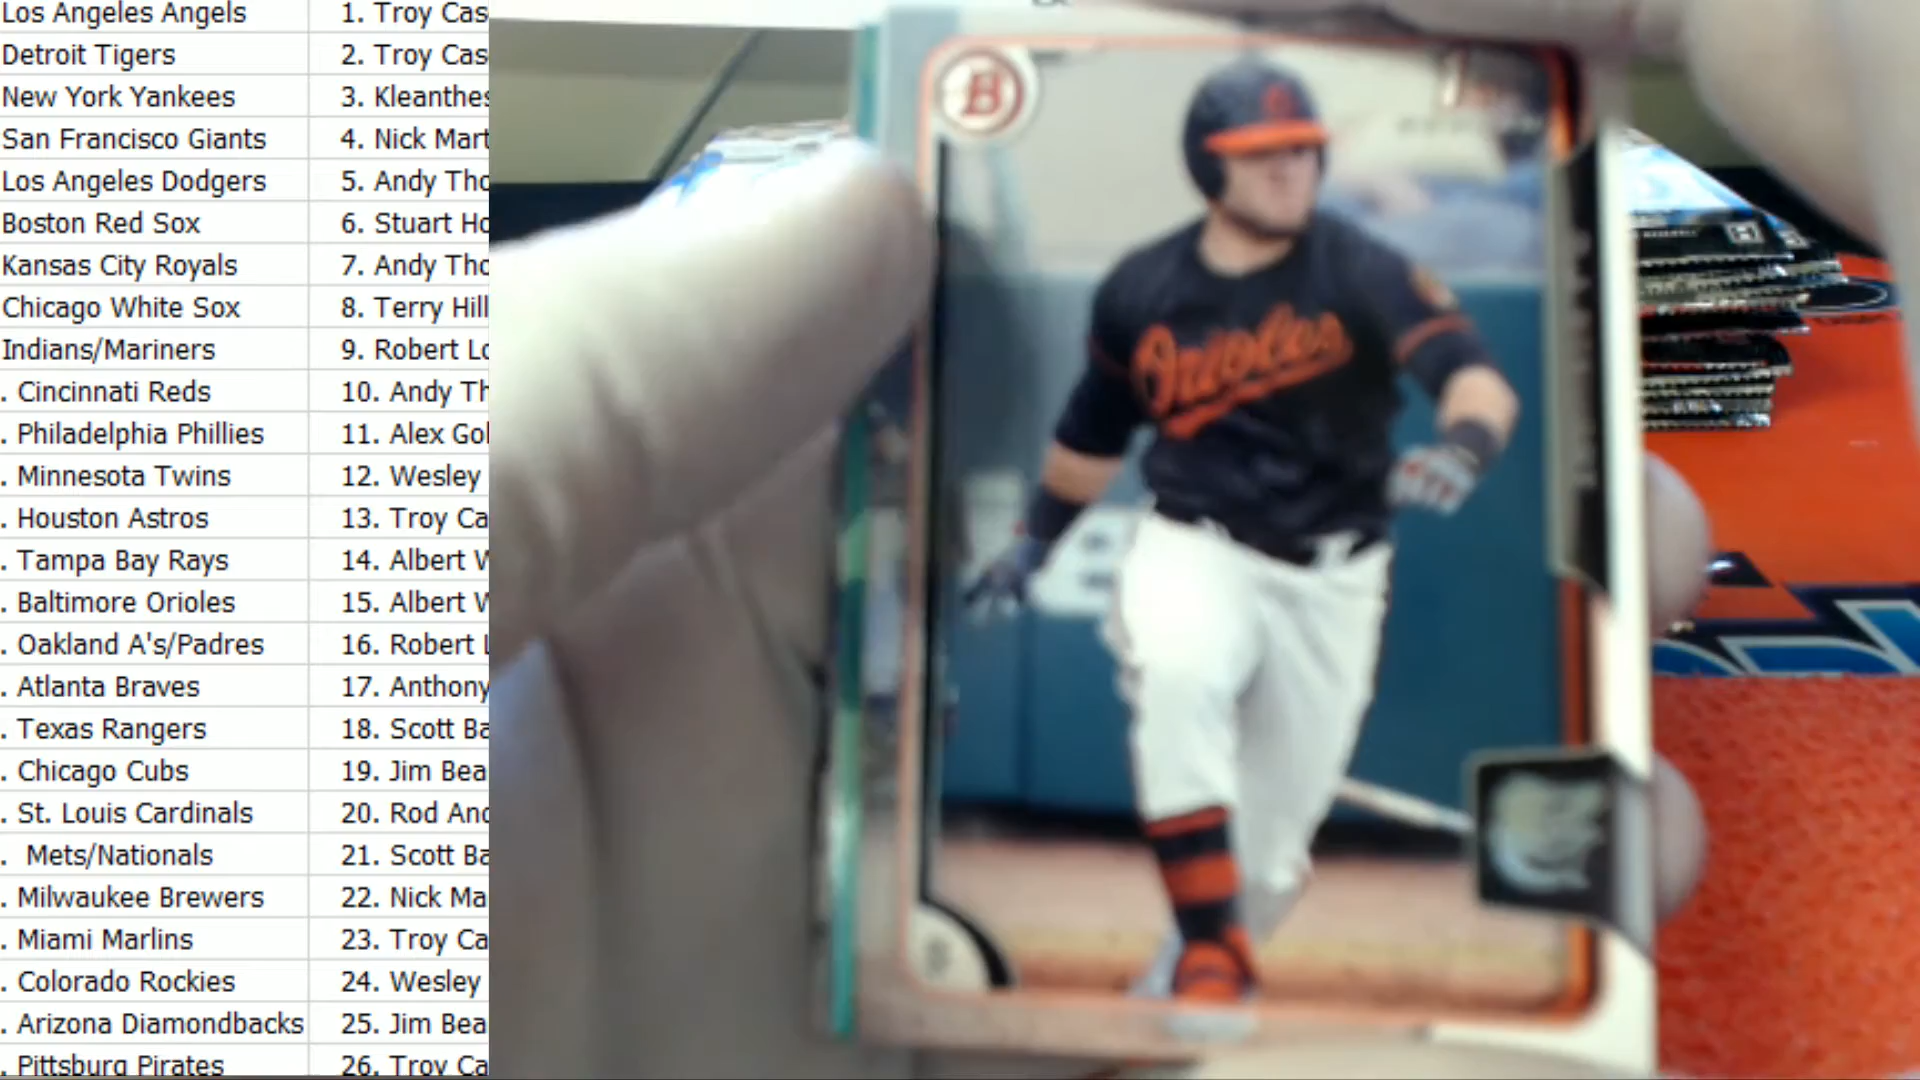 Los Angeles Angels 1. Troy Cas
Detroit Tigers 2. Troy Cas
New York Yankees 3. Kleanthes
San Francisco Giants 4. Nick Mart
Los Angeles Dodgers 5. Andy Tho
Boston Red Sox 6. Stuart Ho
Kansas City Royals 7. Andy Tho
Chicago White Sox 8. Terry Hill
Indians/Mariners 9. Robert Lo
. Cincinnati Reds 10. Andy Th
. Philadelphia Phillies 11. Alex Gol
. Minnesota Twins 12. Wesley
. Houston Astros 13. Troy Ca
. Tampa Bay Rays 14. Albert W
. Baltimore Orioles 15. Albert W
. Oakland A's/Padres 16. Robert L
. Atlanta Braves 17. Anthony
. Texas Rangers 18. Scott Ba
. Chicago Cubs 19. Jim Bea
. St. Louis Cardinals 20. Rod And
. Mets/Nationals 21. Scott Ba
. Milwaukee Brewers 22. Nick Ma
. Miami Marlins 23. Troy Ca
. Colorado Rockies 24. Wesley
. Arizona Diamondbacks 25. Jim Bea
. Pittsburg Pirates 26. Troy Ca
B
1st
Orioles